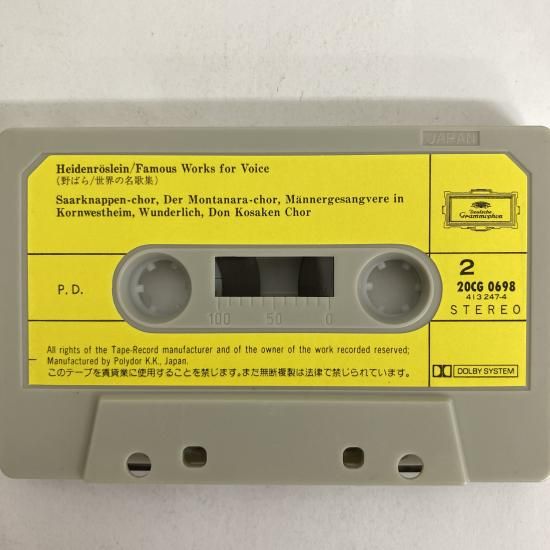 JAPAN
Heidenröslein/Famous Works for Voice
(野ばら/世界の名歌集)
Saarknappen-chor, Der Montanara-chor, Männergesangvere in
Kornwestheim, Wunderlich, Don Kosaken Chor
Deutsche
Grammophon
P.D.
2
20CG 0698
413 247-4
STEREO
100 50 0
All rights of the Tape-Record manufacturer and of the owner of the work recorded reserved;
Manufactured by Polydor K.K., Japan.
このテープを賃貸業に使用することを禁じます。また無断複製は法律で禁じられています。
DOLBY SYSTEM